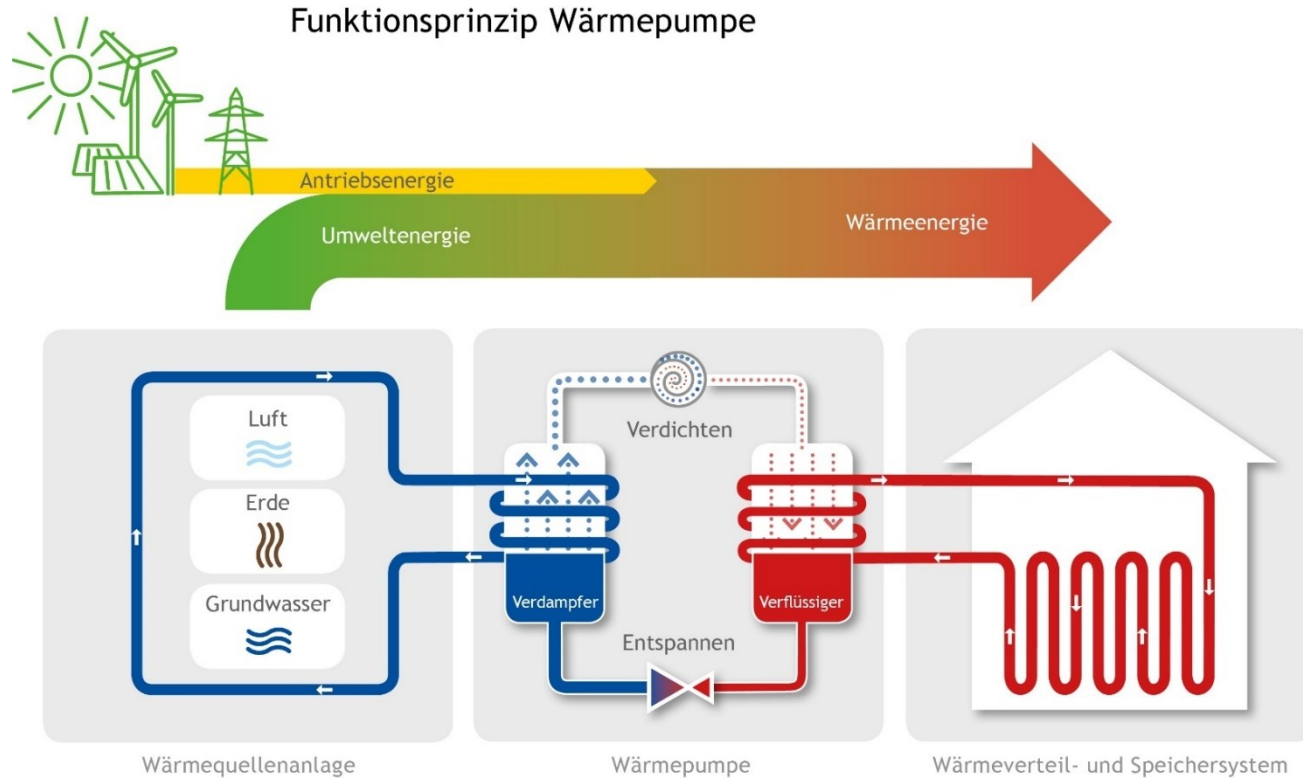 Funktionsprinzip Wärmepumpe
Antriebsenergie
Umweltenergie
Wärmeenergie
Luft
Erde
Grundwasser
Verdichten
Verdampfer
Verflüssiger
Entspannen
Wärmequellenanlage
Wärmepumpe
Wärmeverteil- und Speichersystem